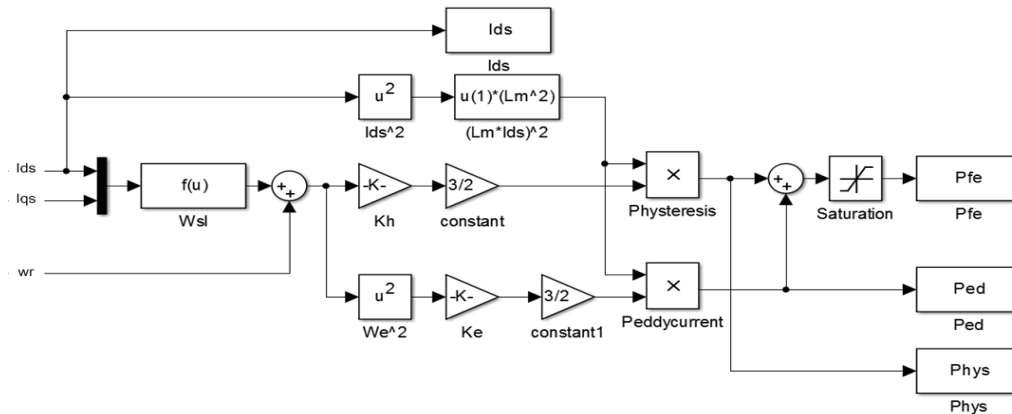 Ids
Ids
u²
Ids^2
u(1)*(Lm^2)
(Lm*Ids)^2
Ids
Iqs
f(u)
Wsl
+
+
-K-
Kh
3/2
constant
×
Physteresis
+
+
Saturation
Pfe
Pfe
wr
u²
We^2
-K-
Ke
3/2
constant1
×
Peddycurrent
Ped
Ped
Phys
Phys